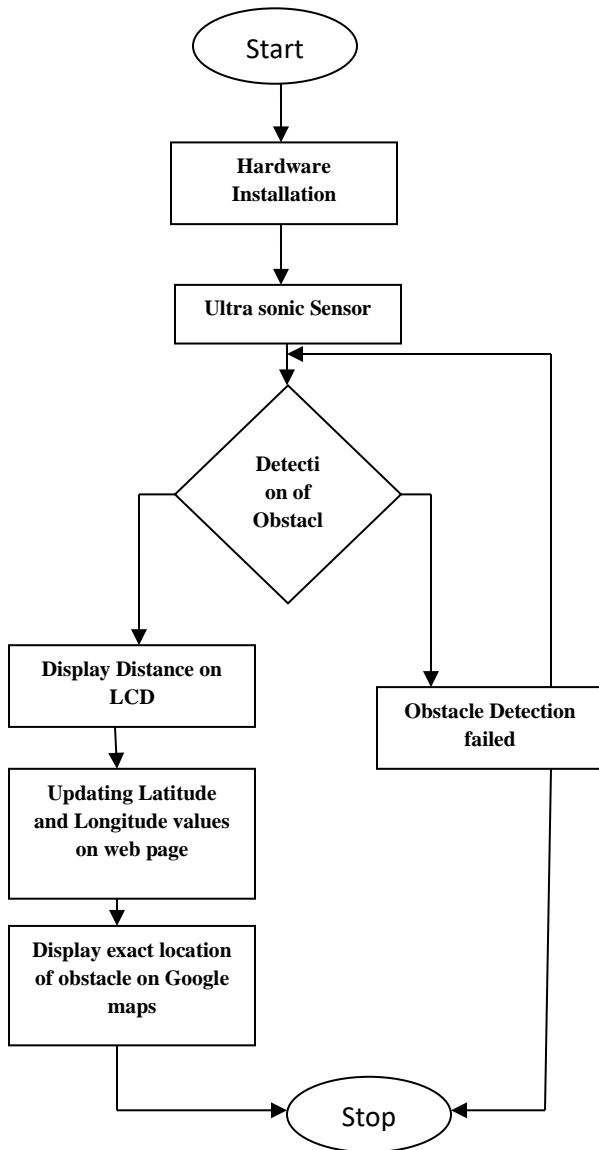 Start
Hardware
Installation
Ultra sonic Sensor
Detecti
on of
Obstacl
Display Distance on
LCD
Obstacle Detection
failed
Updating Latitude
and Longitude values
on web page
Display exact location
of obstacle on Google
maps
Stop